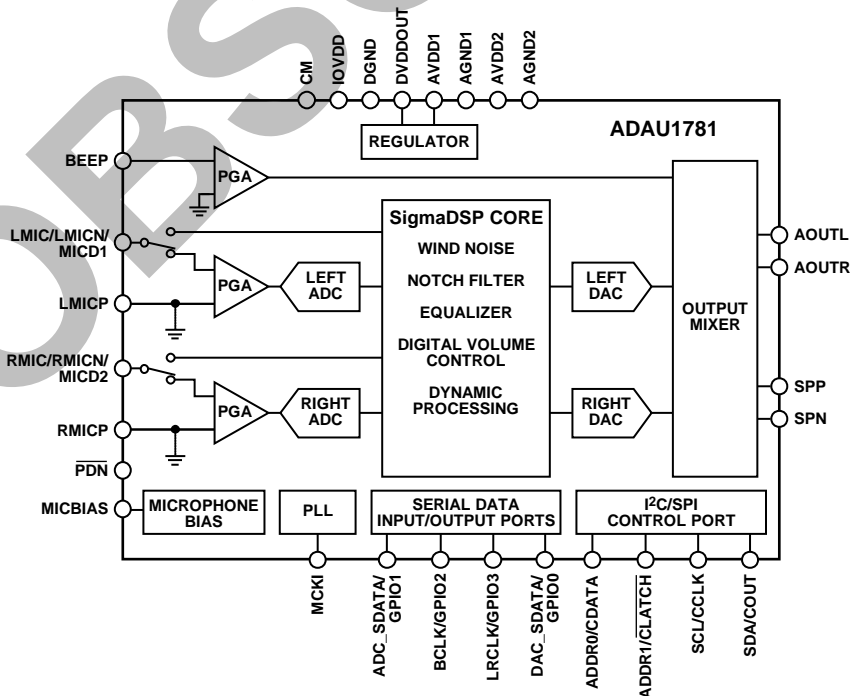 CM
IOVDD
DGND
DVDDOUT
AVDD1
AGND1
AVDD2
AGND2
REGULATOR
ADAU1781
BEEP
PGA
LMIC/LMICN/
MICD1
LMICP
PGA
LEFT
ADC
RMIC/RMICN/
MICD2
RMICP
PGA
RIGHT
ADC
SigmaDSP CORE
WIND NOISE
NOTCH FILTER
EQUALIZER
DIGITAL VOLUME
CONTROL
DYNAMIC
PROCESSING
LEFT
DAC
RIGHT
DAC
OUTPUT
MIXER
AOUTL
AOUTR
SPP
SPN
PDN
MICBIAS
MICROPHONE
BIAS
PLL
SERIAL DATA
INPUT/OUTPUT PORTS
I2C/SPI
CONTROL PORT
MCKI
ADC_SDATA/
GPIO1
BCLK/GPIO2
LRCLK/GPIO3
DAC_SDATA/
GPIO0
ADDR0/CDATA
ADDR1/CLATCH
SCL/CCLK
SDA/COUT
OBS